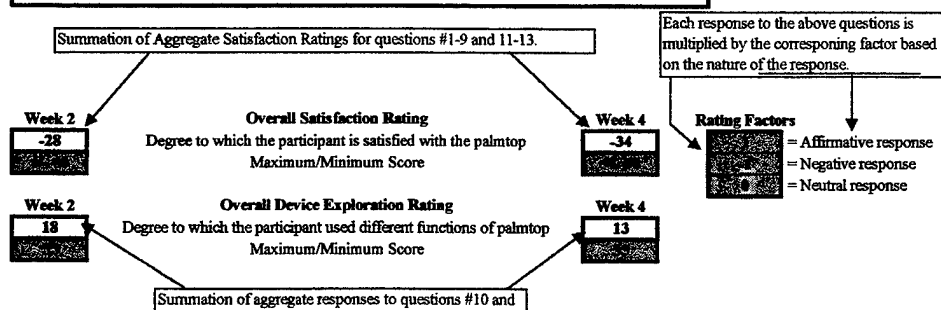 Summation of Aggregate Satisfaction Ratings for questions #1-9 and 11-13.
Each response to the above questions is
multiplied by the corresponing factor based
on the nature of the response.
Week 2
Overall Satisfaction Rating
Week 4
-28
Degree to which the participant is satisfied with the palmtop
-34
Maximum/Minimum Score
Rating Factors
= Affirmative response
= Negative response
0 = Neutral response
Week 2
Overall Device Exploration Rating
Week 4
18
Degree to which the participant used different functions of palmtop
13
Maximum/Minimum Score
Summation of aggregate responses to questions #10 and